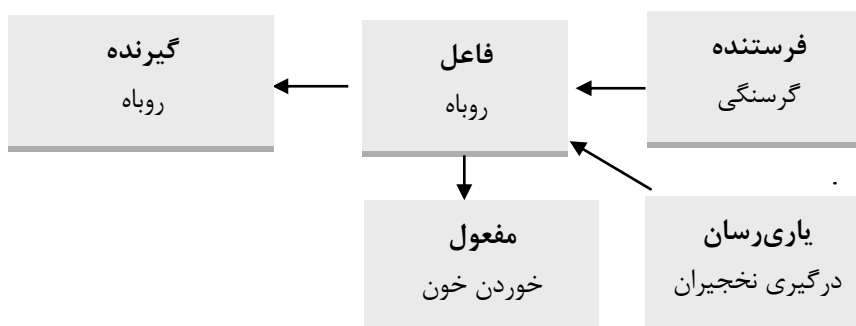 فرستنده
گرسنگی
فاعل
روباه
گیرنده
روباه
یاری‌رسان
درگیری نخجیران
مفعول
خوردن خون